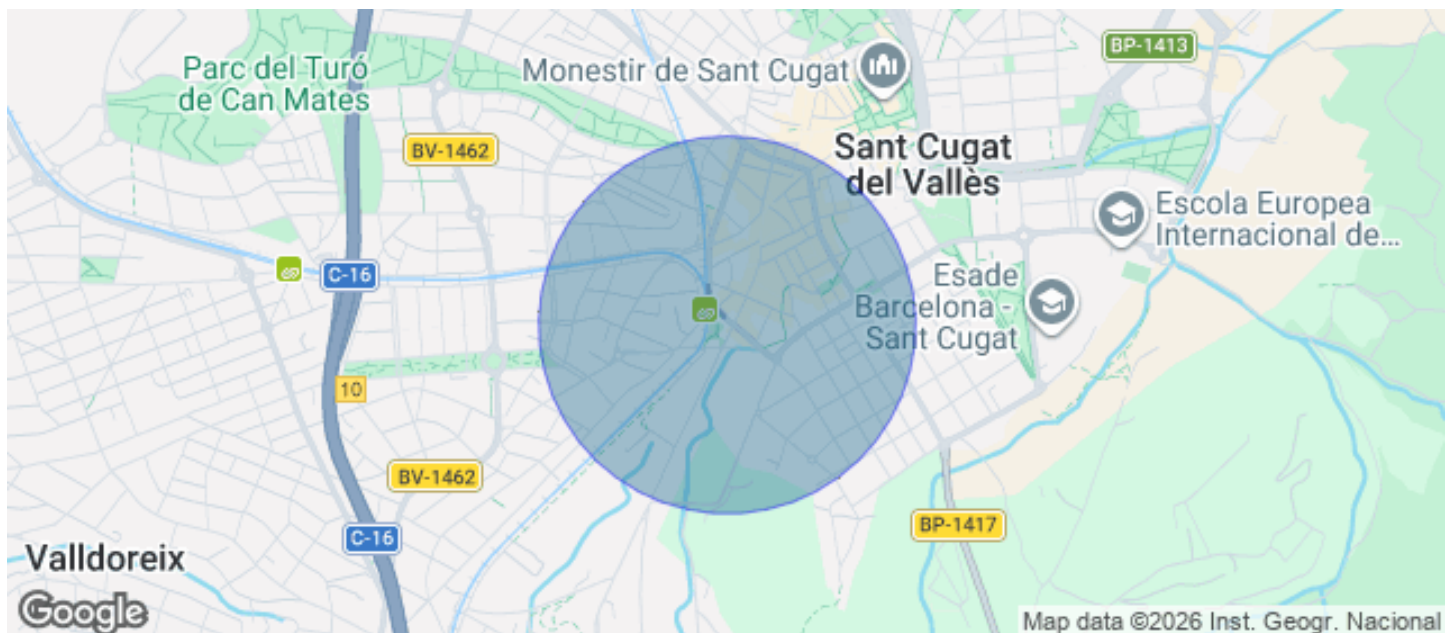 Parc del Turó
de Can Mates
BV-1462
Monestir de Sant Cugat
BP-1413
Sant Cugat
del Vallès
Escola Europea
Internacional de...
C-16
Esade
Barcelona -
Sant Cugat
10
BV-1462
C-16
BP-1417
Valldoreix
Google
Map data ©2026 Inst. Geogr. Nacional